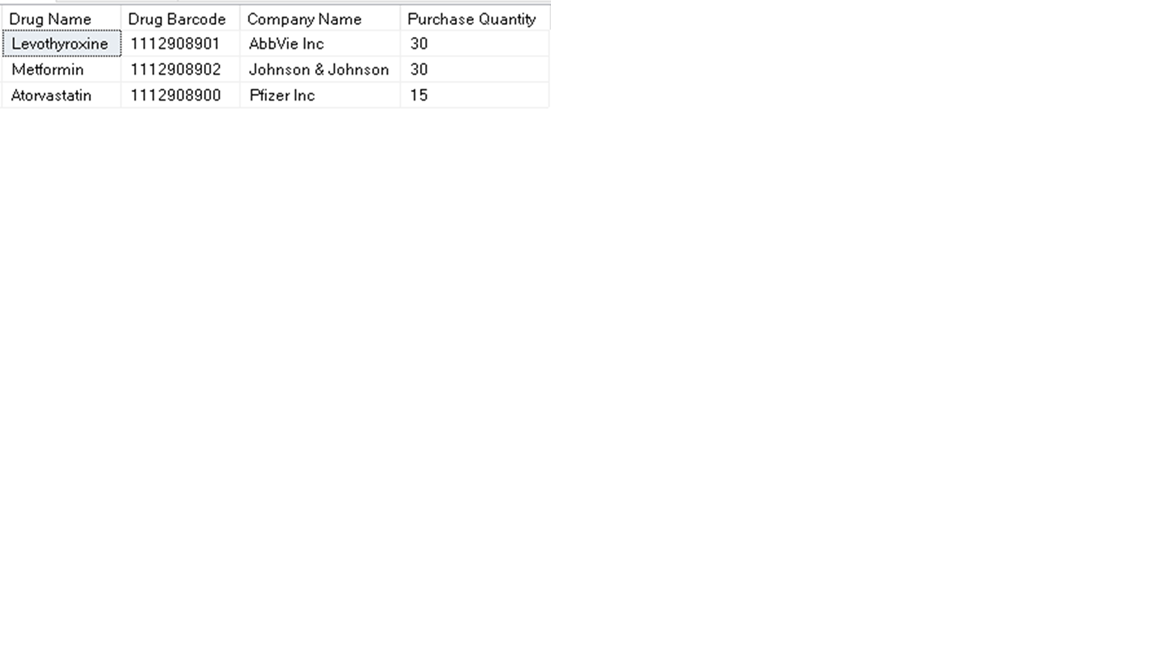 Drug Name Drug Barcode Company Name Purchase Quantity
Levothyroxine 1112908901 AbbVie Inc 30
Metformin 1112908902 Johnson & Johnson 30
Atorvastatin 1112908900 Pfizer Inc 15